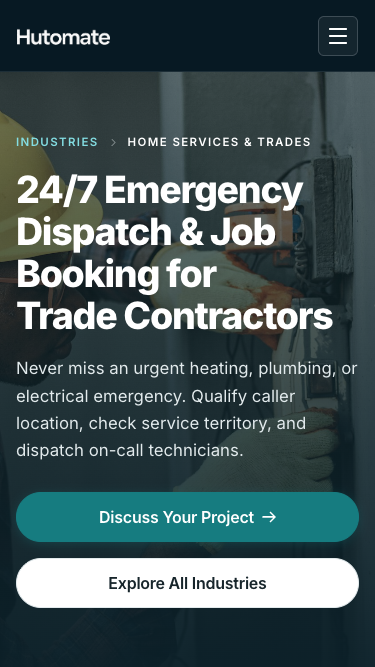 Hutomate
INDUSTRIES > HOME SERVICES & TRADES
24/7 Emergency
Dispatch & Job
Booking for
Trade Contractors
Never miss an urgent heating, plumbing, or
electrical emergency. Qualify caller
location, check service territory, and
dispatch on-call technicians.
Discuss Your Project →
Explore All Industries